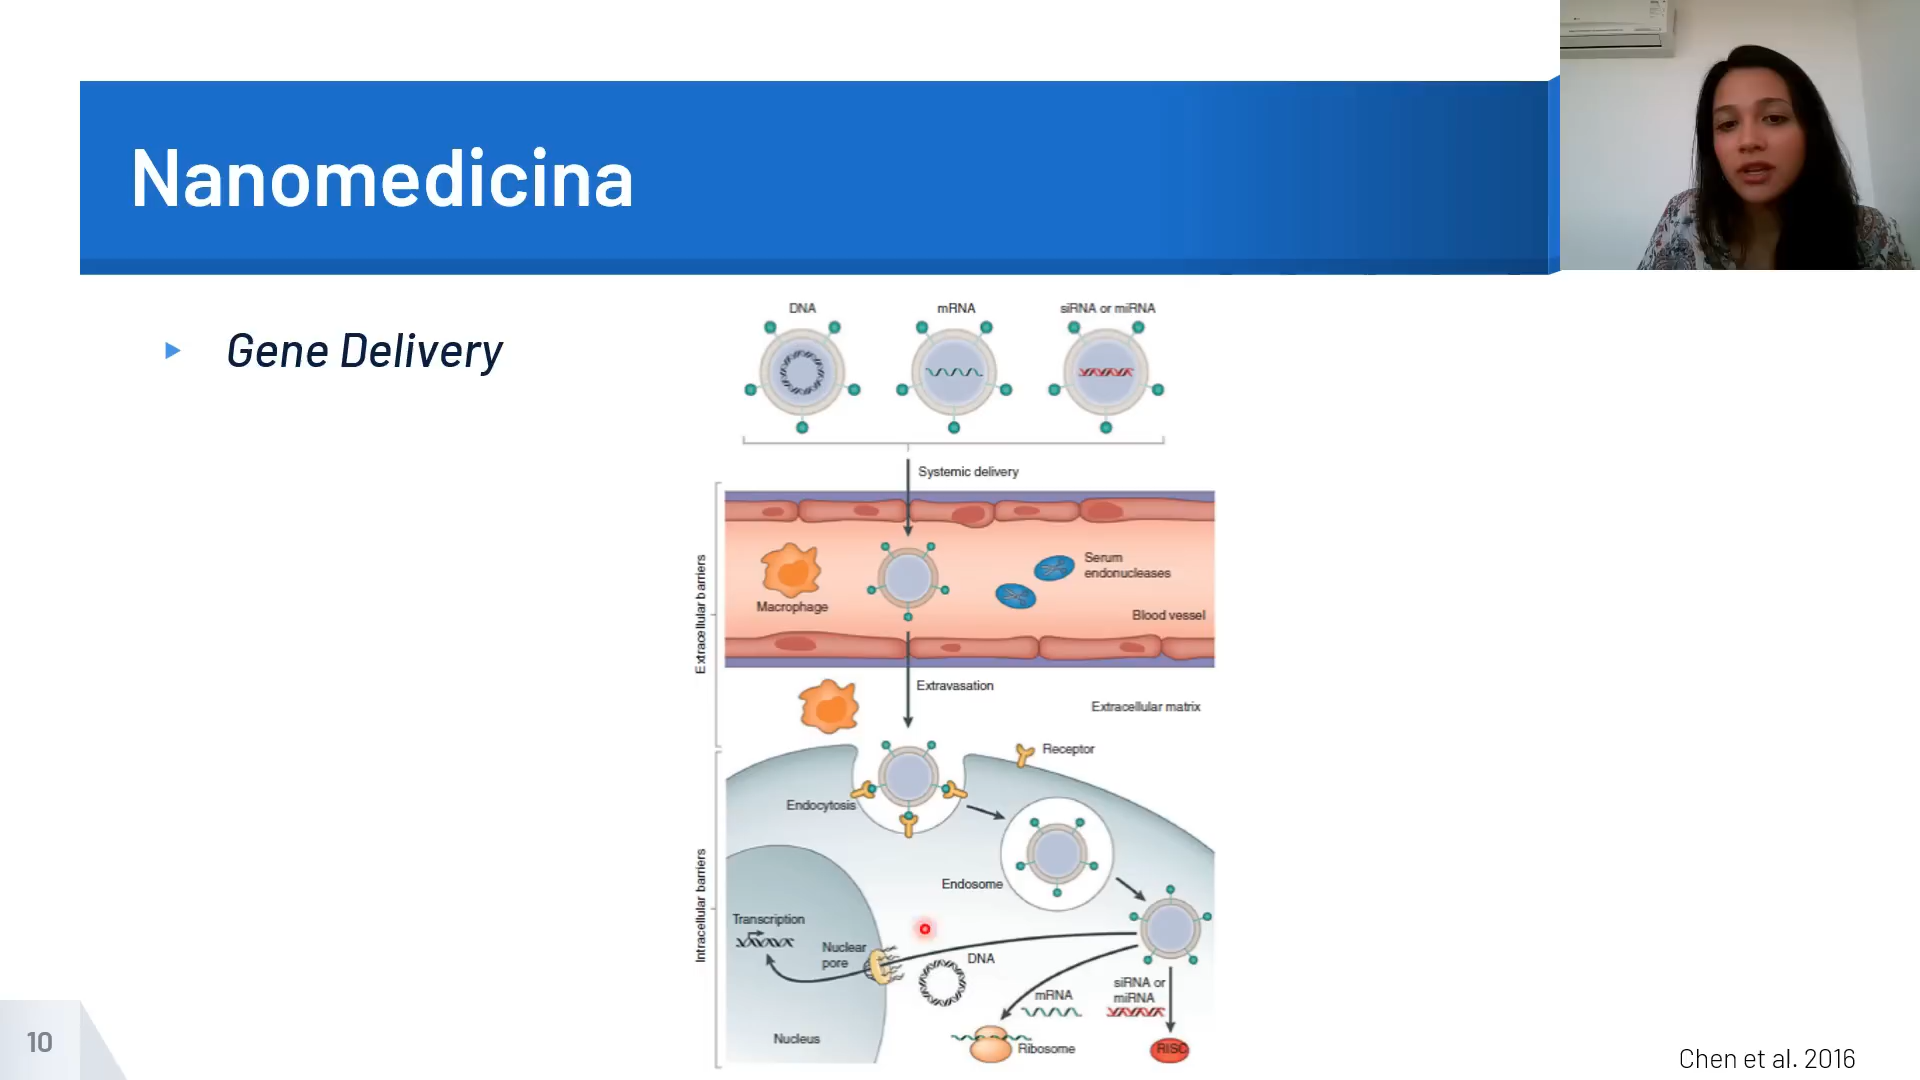 Nanomedicina
Gene Delivery
DNA
mRNA
siRNA or miRNA
Systemic delivery
Extracellular barriers
Macrophage
Serum
endonucleases
Blood vessel
Extravasation
Extracellular matrix
Receptor
Endocytosis
Endosome
Intracellular barriers
Transcription
Nuclear
pore
DNA
mRNA
siRNA or
miRNA
Nucleus
Ribosome
RISC
10
Chen et al. 2016